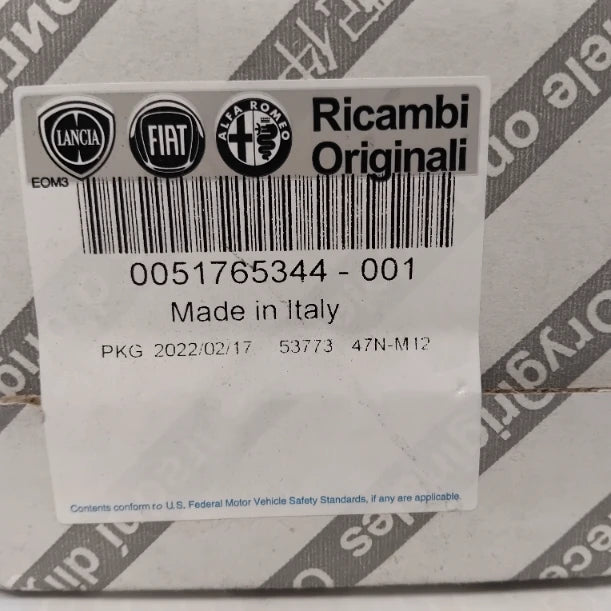 LANCIA
FIAT
ALFA ROMEO
Ricambi
Originali
EOM3
0051765344 - 001
Made in Italy
PKG 2022/02/17 53773 47N-M12
Contents conform to U.S. Federal Motor Vehicle Safety Standards, if any are applicable.